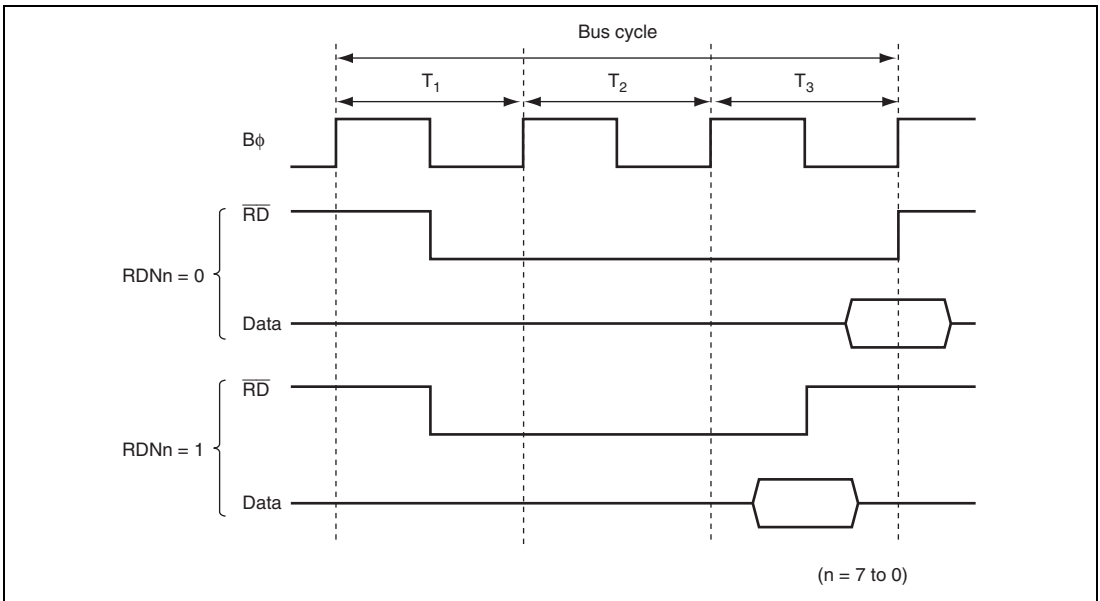 Bus cycle
T1 T2 T3
Bϕ
RD
RDNn = 0
Data
RD
RDNn = 1
Data
(n = 7 to 0)